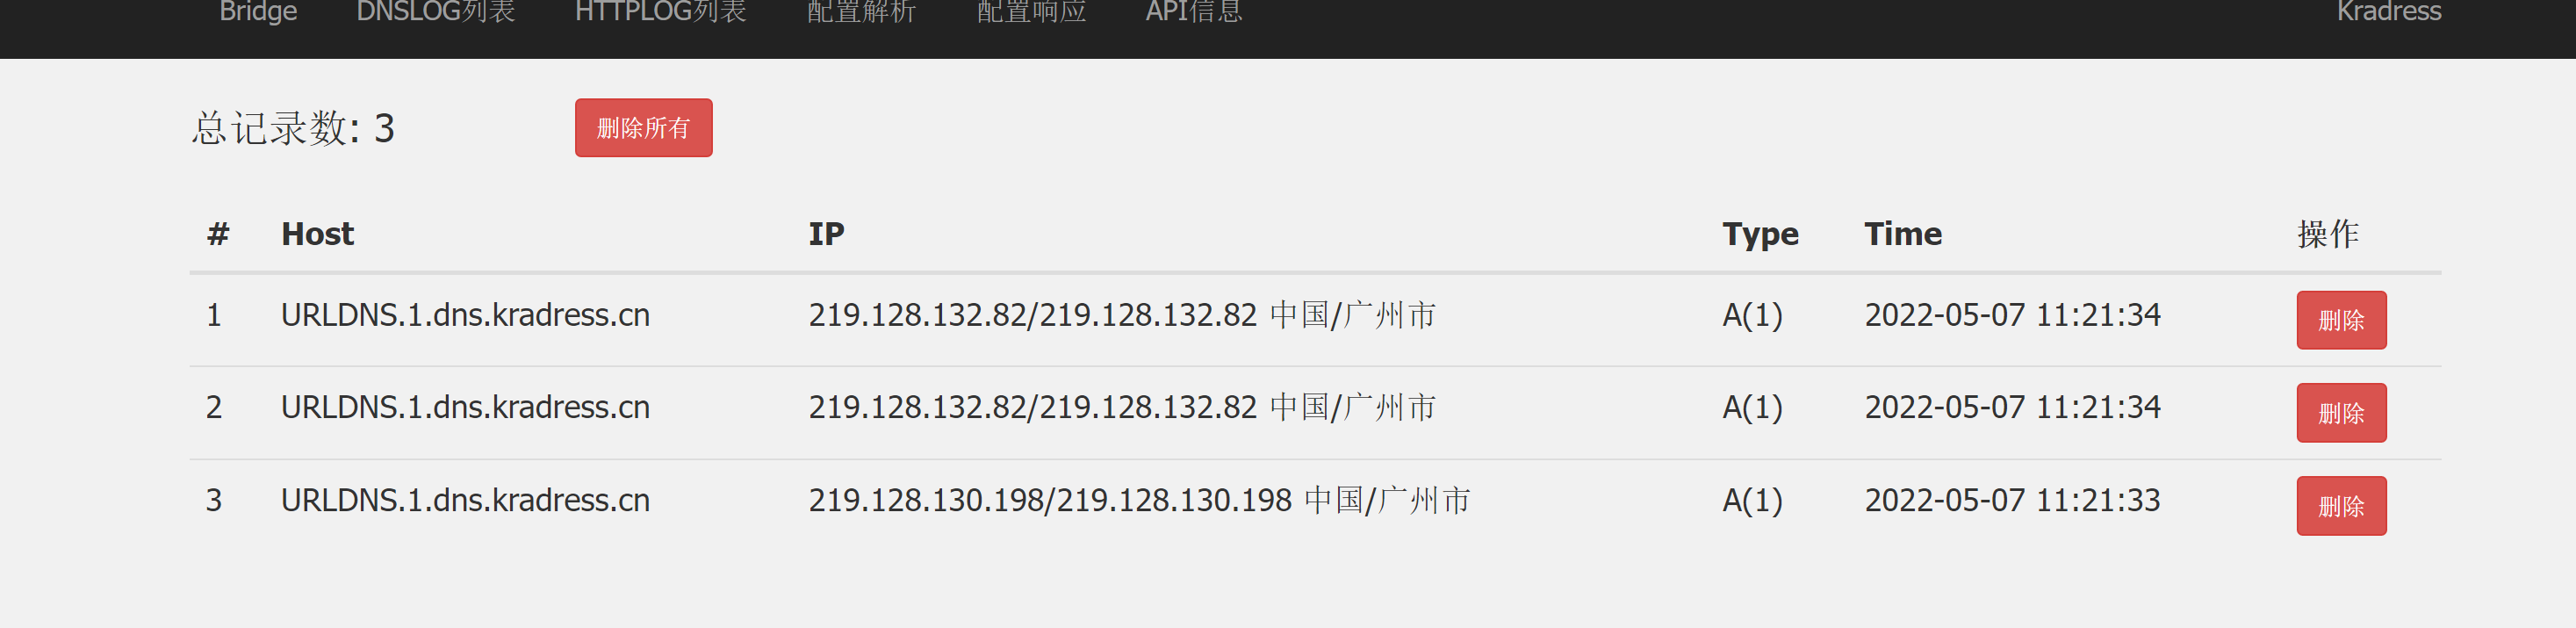 Bridge DNSLOG列表 HTTPLOG列表 配置解析 配置响应 API信息 Kradress
总记录数: 3 删除所有
# Host IP Type Time 操作
1 URLDNS.1.dns.kradress.cn 219.128.132.82/219.128.132.82 中国/广州市 A(1) 2022-05-07 11:21:34 删除
2 URLDNS.1.dns.kradress.cn 219.128.132.82/219.128.132.82 中国/广州市 A(1) 2022-05-07 11:21:34 删除
3 URLDNS.1.dns.kradress.cn 219.128.130.198/219.128.130.198 中国/广州市 A(1) 2022-05-07 11:21:33 删除